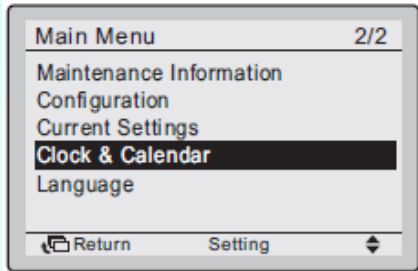 Main Menu 2/2
Maintenance Information
Configuration
Current Settings
Clock & Calendar
Language
Return Setting